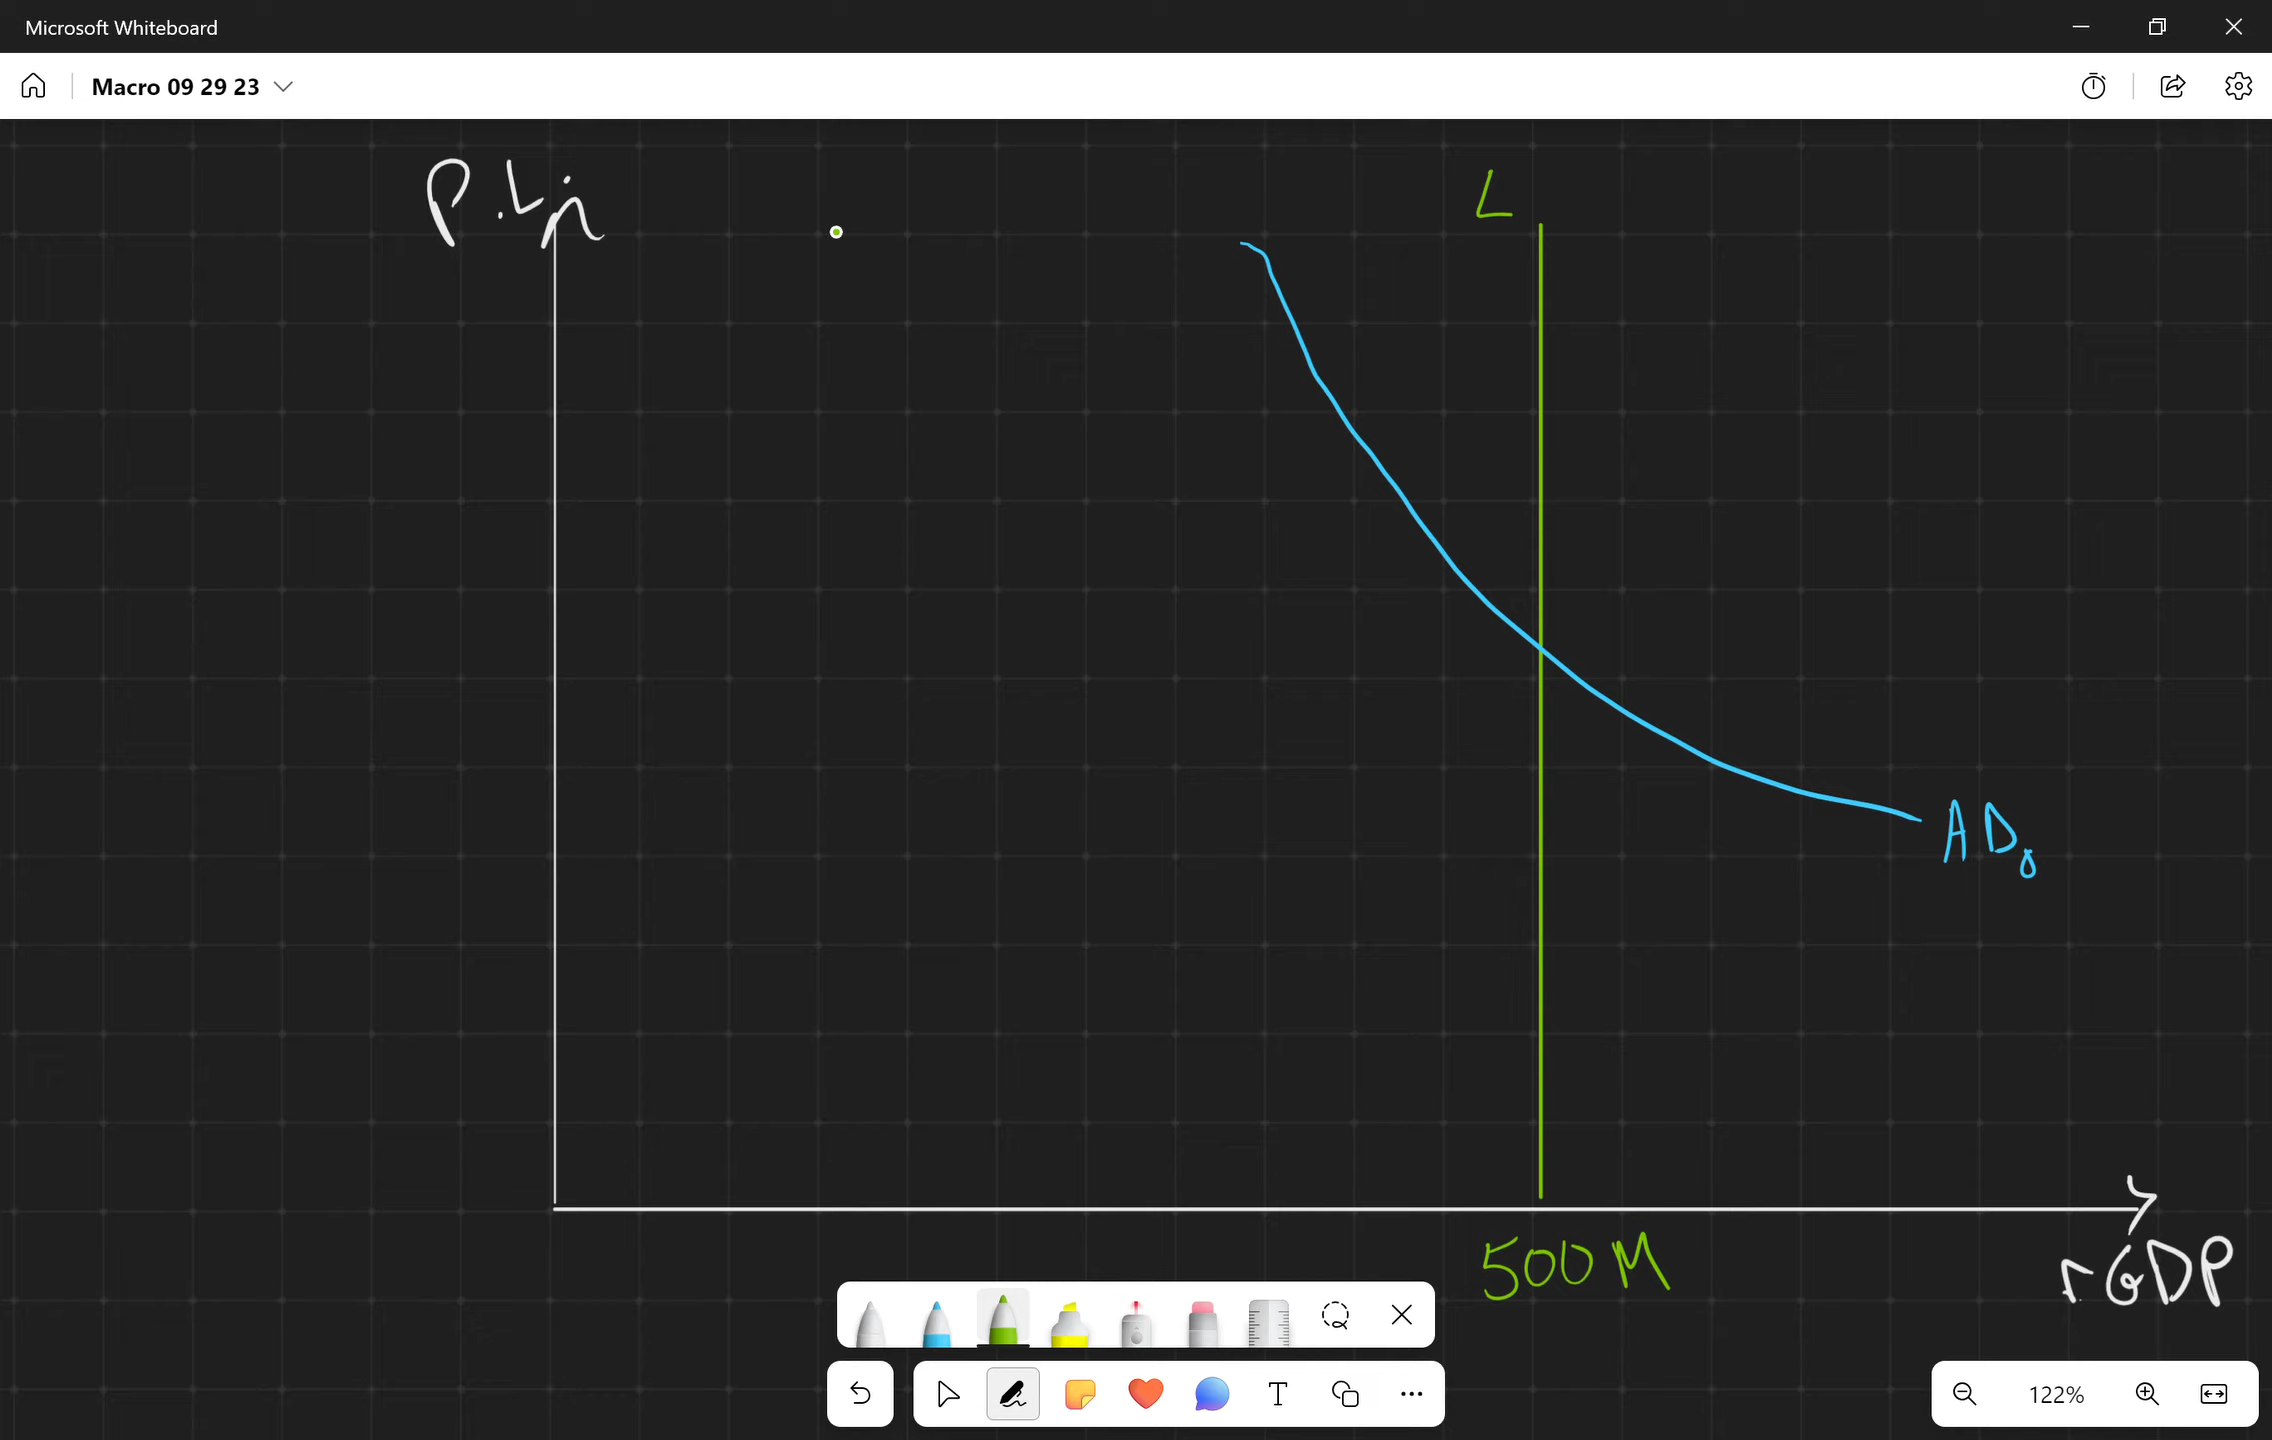 Microsoft Whiteboard
Macro 09 29 23
P.L
L
AD₀
500 M
rGDP
T
122%